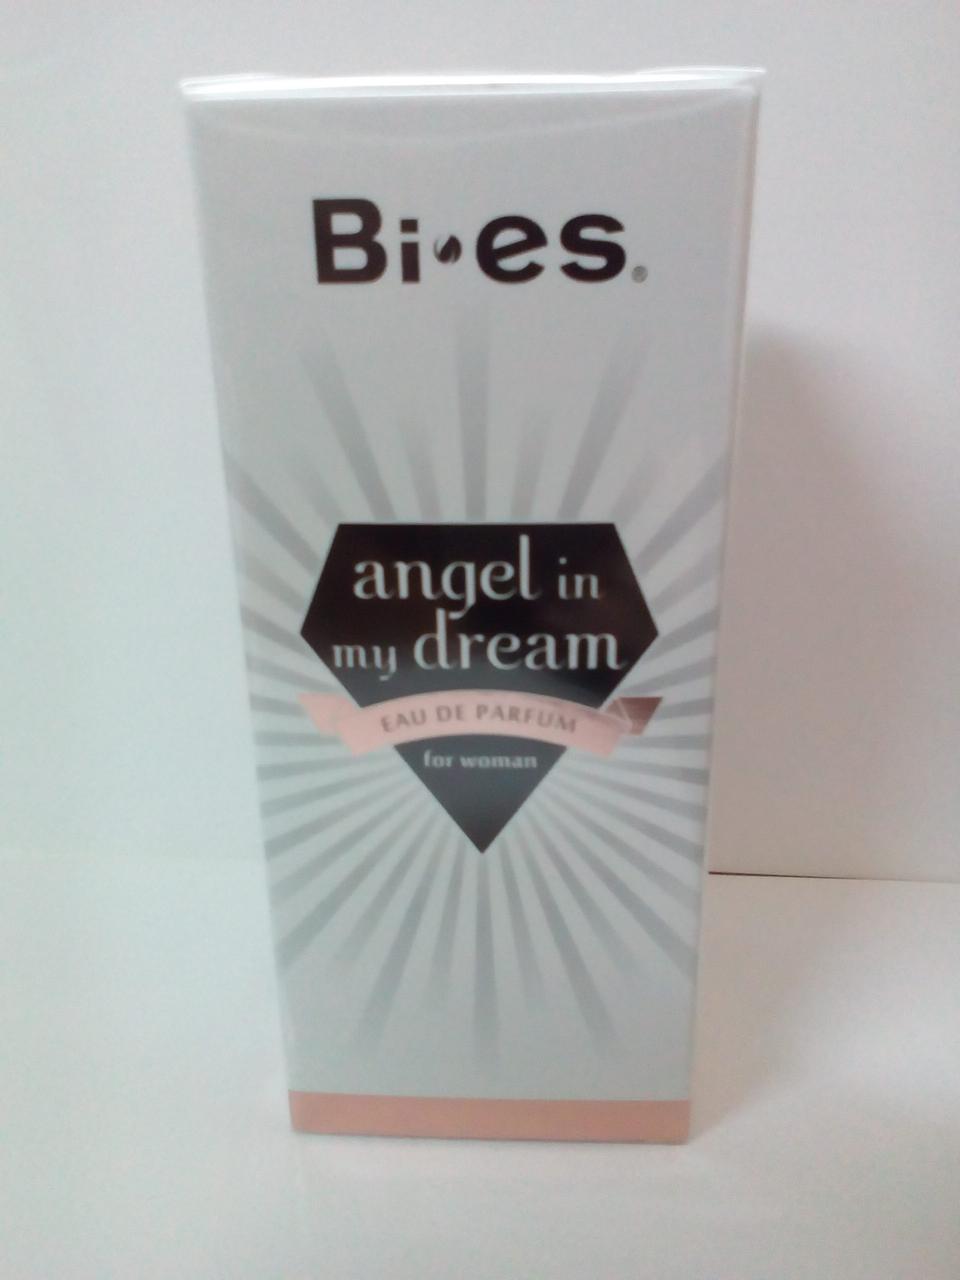 Bi·es®
angel in
my dream
EAU DE PARFUM
for woman